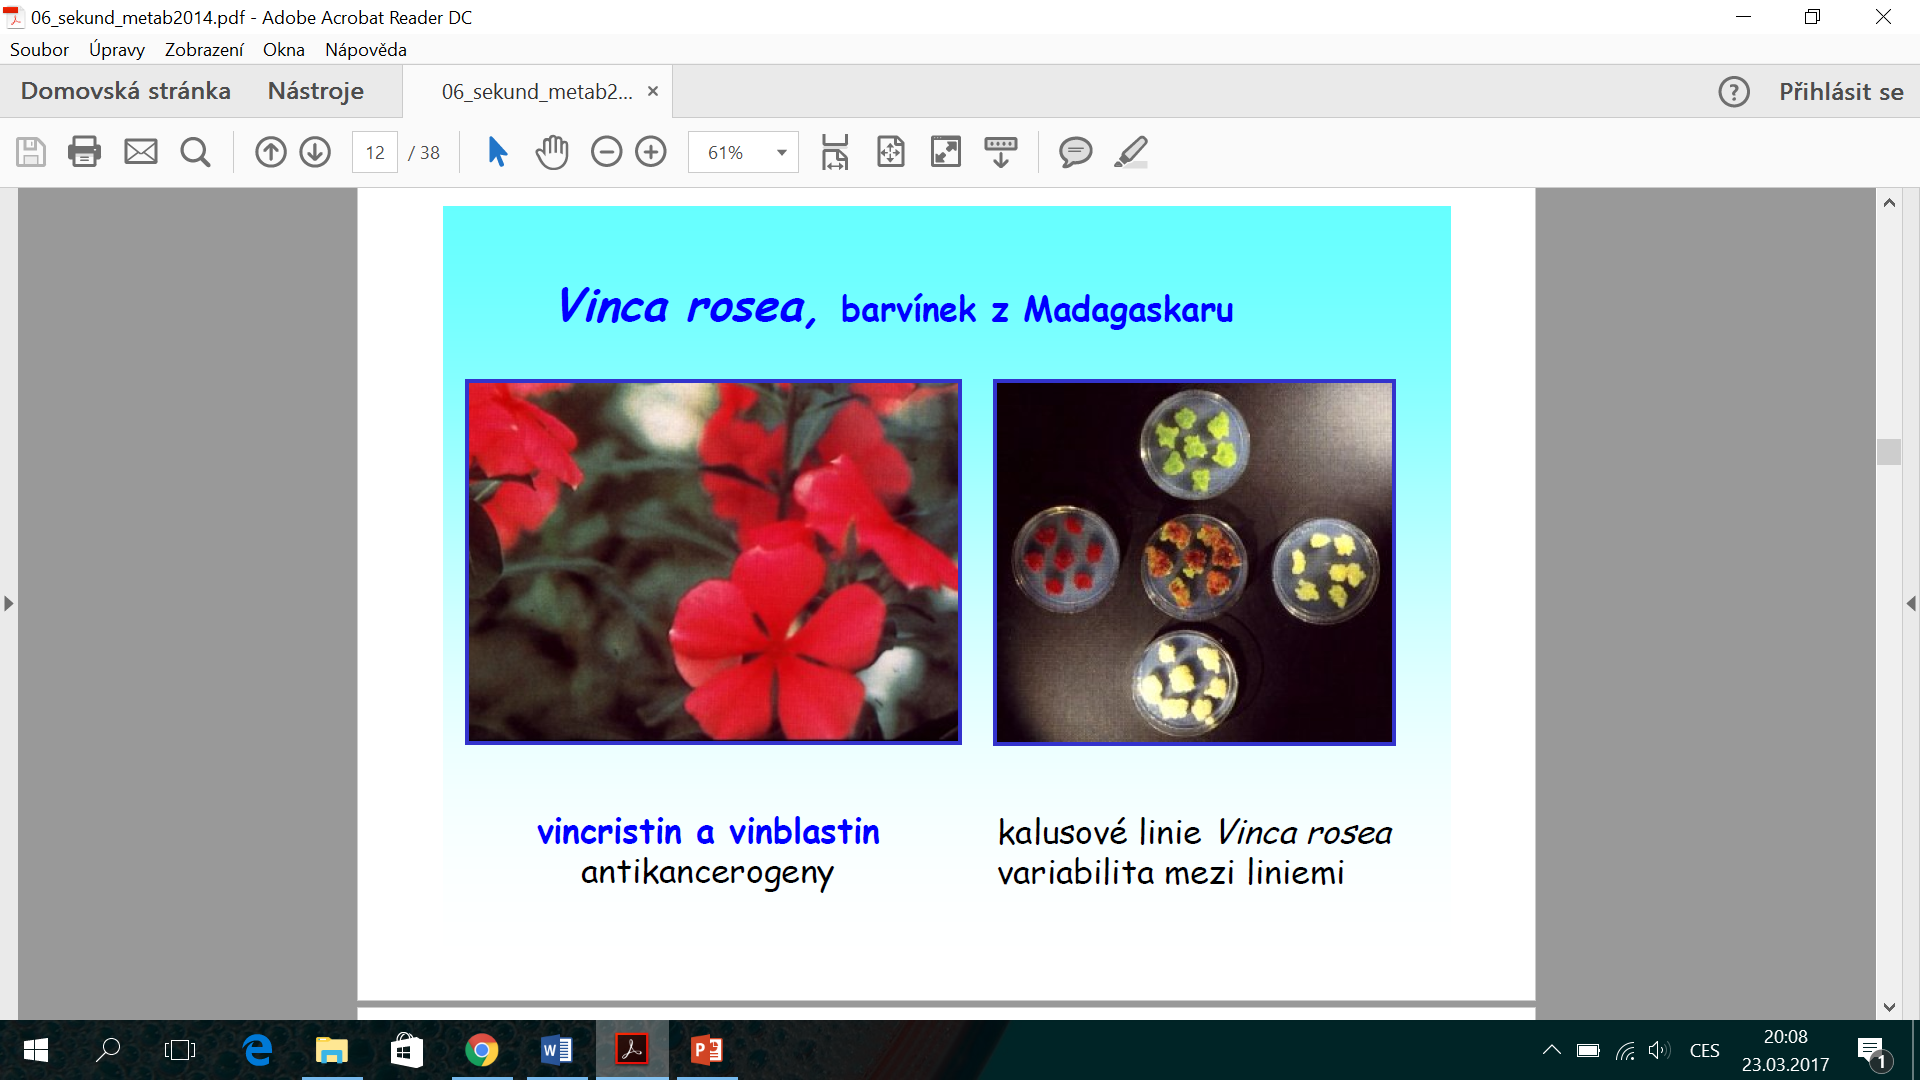 06_sekund_metab2014.pdf - Adobe Acrobat Reader DC
Soubor Úpravy Zobrazení Okna Nápověda
Domovská stránka Nástroje 06_sekund_metab2... × ? Přihlásit se
12 / 38 61%
Vinca rosea, barvínek z Madagaskaru
vincristin a vinblastin
antikancerogeny
kalusové linie Vinca rosea
variabilita mezi liniemi
CES
20:08
23.03.2017
1